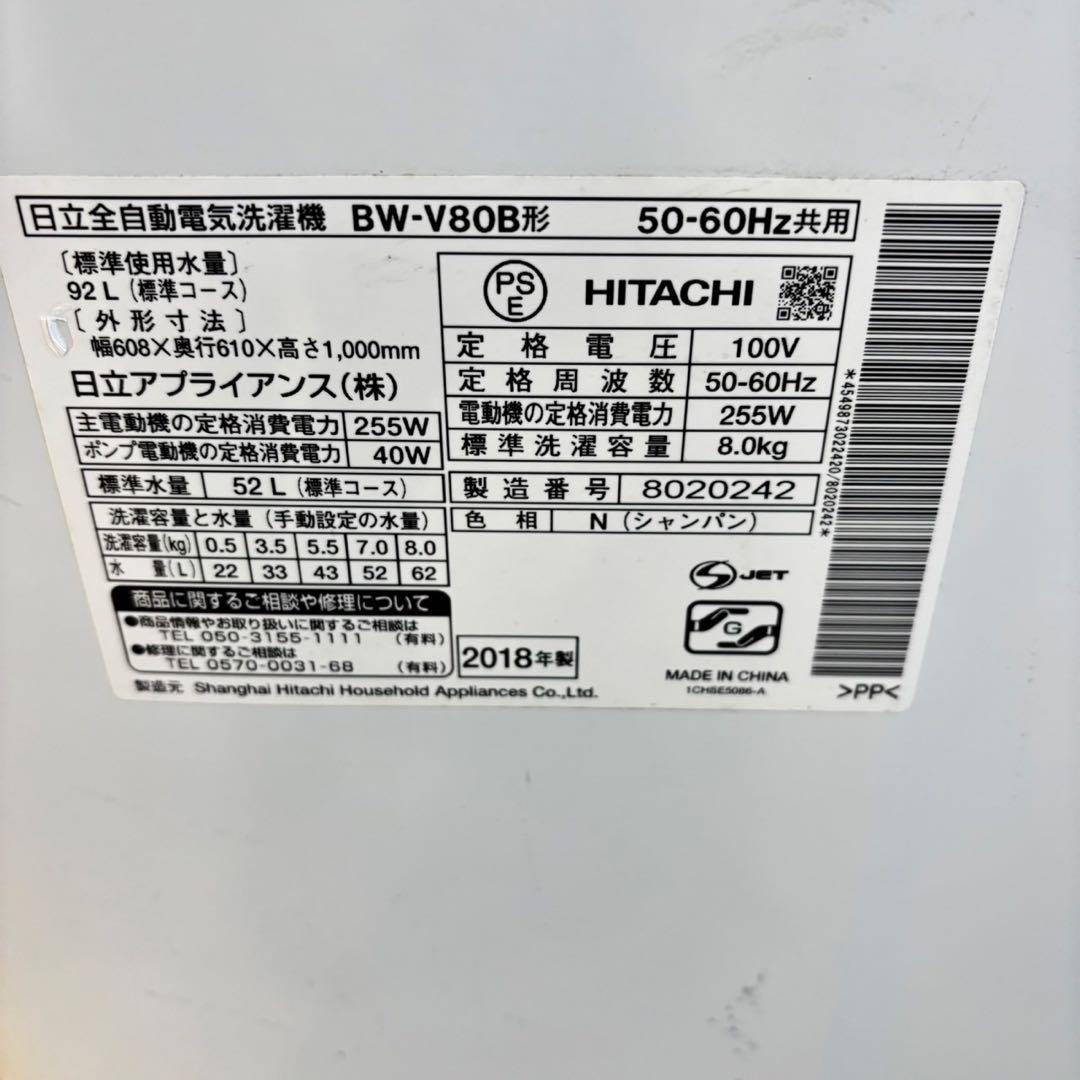 日立全自動電気洗濯機 BW-V80B形 50-60Hz共用
〔標準使用水量〕
92 L (標準コース)
〔外形寸法〕
幅608×奥行610×高さ1,000mm
日立アプライアンス(株)
主電動機の定格消費電力 255W
ポンプ電動機の定格消費電力 40W
標準水量 52 L (標準コース)
洗濯容量と水量 (手動設定の水量)
洗濯容量(kg) 0.5 3.5 5.5 7.0 8.0
水量(L) 22 33 43 52 62
商品に関するご相談や修理について
●商品情報やお取り扱いに関するご相談は
TEL 050-3155-1111 (有料)
●修理に関するご相談は
TEL 0570-0031-68 (有料)
製造元 Shanghai Hitachi Household Appliances Co.,Ltd.
PS
E
HITACHI
定格電圧 100V
定格周波数 50-60Hz
電動機の定格消費電力 255W
標準洗濯容量 8.0kg
製造番号 8020242
色相 N (シャンパン)
S JET
G
2018年製
MADE IN CHINA
1CHSE5086-A
*4549873022420/8020242*
>PP<